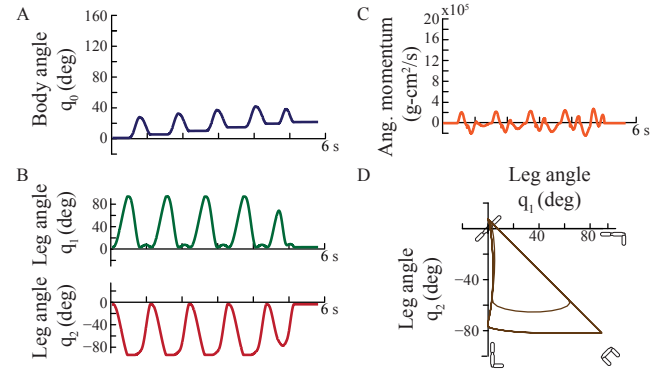 A
160
120
80
40
0
Body angle
q0 (deg)
6 s
B
80
40
0
Leg angle
q1 (deg)
6 s
0
−40
−80
Leg angle
q2 (deg)
6 s
C
20
x10⁵
16
12
8
4
0
Ang. momentum
(g-cm²/s)
6 s
D
Leg angle
q1 (deg)
0
40
80
0
−40
−80
Leg angle
q2 (deg)